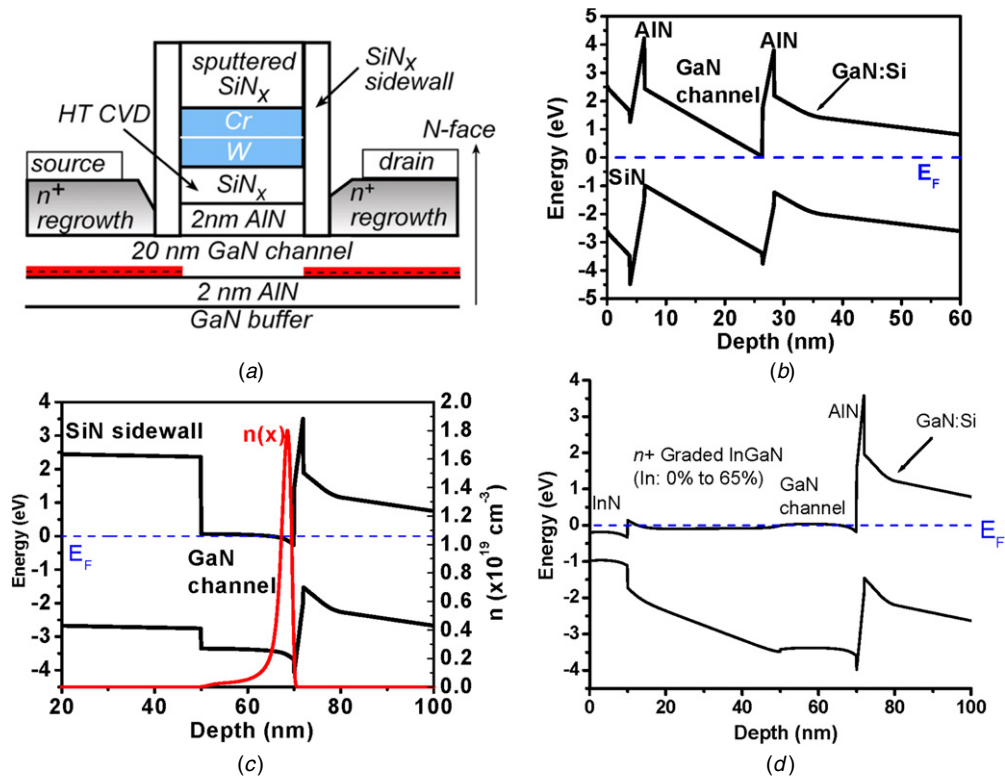 sputtered
SiNx
SiNx
sidewall
HT CVD
Cr
W
N-face
source
drain
n+
regrowth
SiNx
n+
regrowth
2nm AlN
20 nm GaN channel
2 nm AlN
GaN buffer
(a)
5
4
3
2
1
0
-1
-2
-3
-4
-5
Energy (eV)
AlN
AlN
GaN
channel
GaN:Si
SiN
EF
0 10 20 30 40 50 60
Depth (nm)
(b)
4
3
2
1
0
-1
-2
-3
-4
Energy (eV)
SiN sidewall
n(x)
EF
GaN
channel
2.0
1.8
1.6
1.4
1.2
1.0
0.8
0.6
0.4
0.2
0.0
n (x10^19 cm^-3)
20 40 60 80 100
Depth (nm)
(c)
4
3
2
1
0
-1
-2
-3
-4
Energy (eV)
AlN
GaN:Si
n+ Graded InGaN
(In: 0% to 65%)
InN
GaN
channel
EF
0 20 40 60 80 100
Depth (nm)
(d)